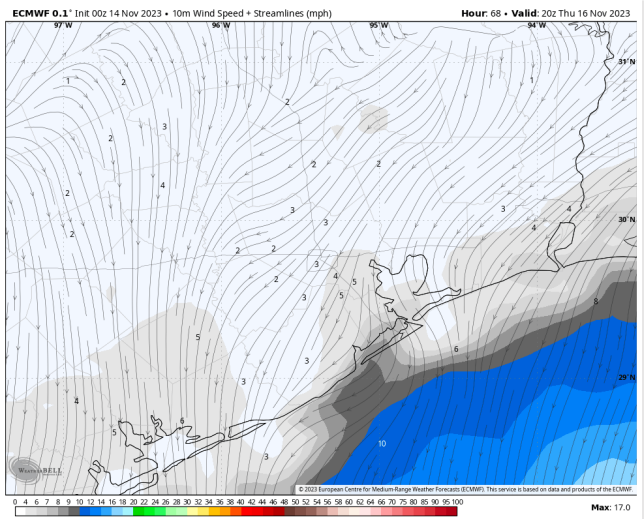 ECMWF 0.1° Init 00z 14 Nov 2023 • 10m Wind Speed + Streamlines (mph)
Hour: 68 • Valid: 20z Thu 16 Nov 2023
97°W 96°W 95°W 94°W
31°N
1 2 1
2
3
2
2 2
4
2
3 3 4
30°N
3
4
2
2 2
3
4
2 5
3 5
8
5
6
3
3
29°N
4
6
5
10
3
WEATHERBELL
© 2023 European Centre for Medium-Range Weather Forecasts (ECMWF). This service is based on data and products of the ECMWF.
0 4 6 7 8 9 10 12 14 16 18 20 22 24 26 28 30 32 34 36 38 40 42 44 46 48 50 52 54 56 58 60 62 64 66 70 75 80 85 90 95 100
Max: 17.0